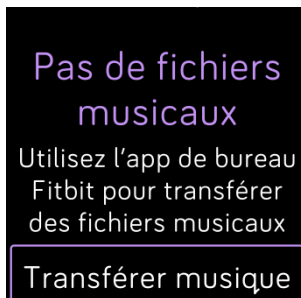 Pas de fichiers
musicaux
Utilisez l'app de bureau
Fitbit pour transférer
des fichiers musicaux
Transférer musique